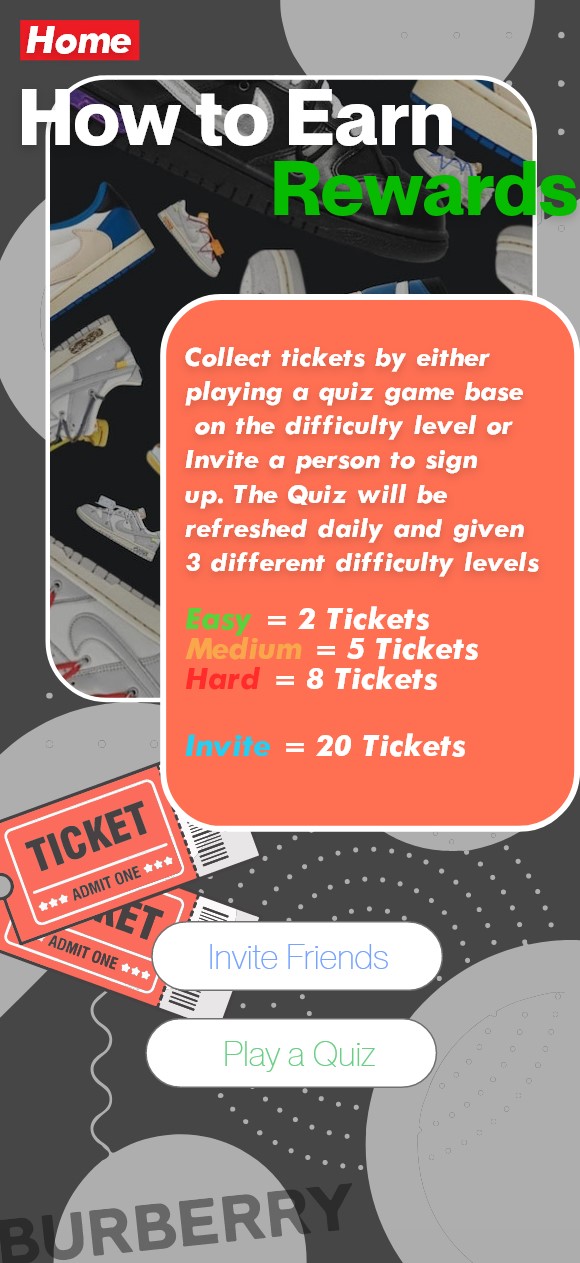 Home
How to Earn
Rewards
Collect tickets by either
playing a quiz game base
on the difficulty level or
Invite a person to sign
up. The Quiz will be
refreshed daily and given
3 different difficulty levels
Easy = 2 Tickets
Medium = 5 Tickets
Hard = 8 Tickets
Invite = 20 Tickets
TICKET
ADMIT ONE
KET
ADMIT ONE
Invite Friends
Play a Quiz
BURBERRY